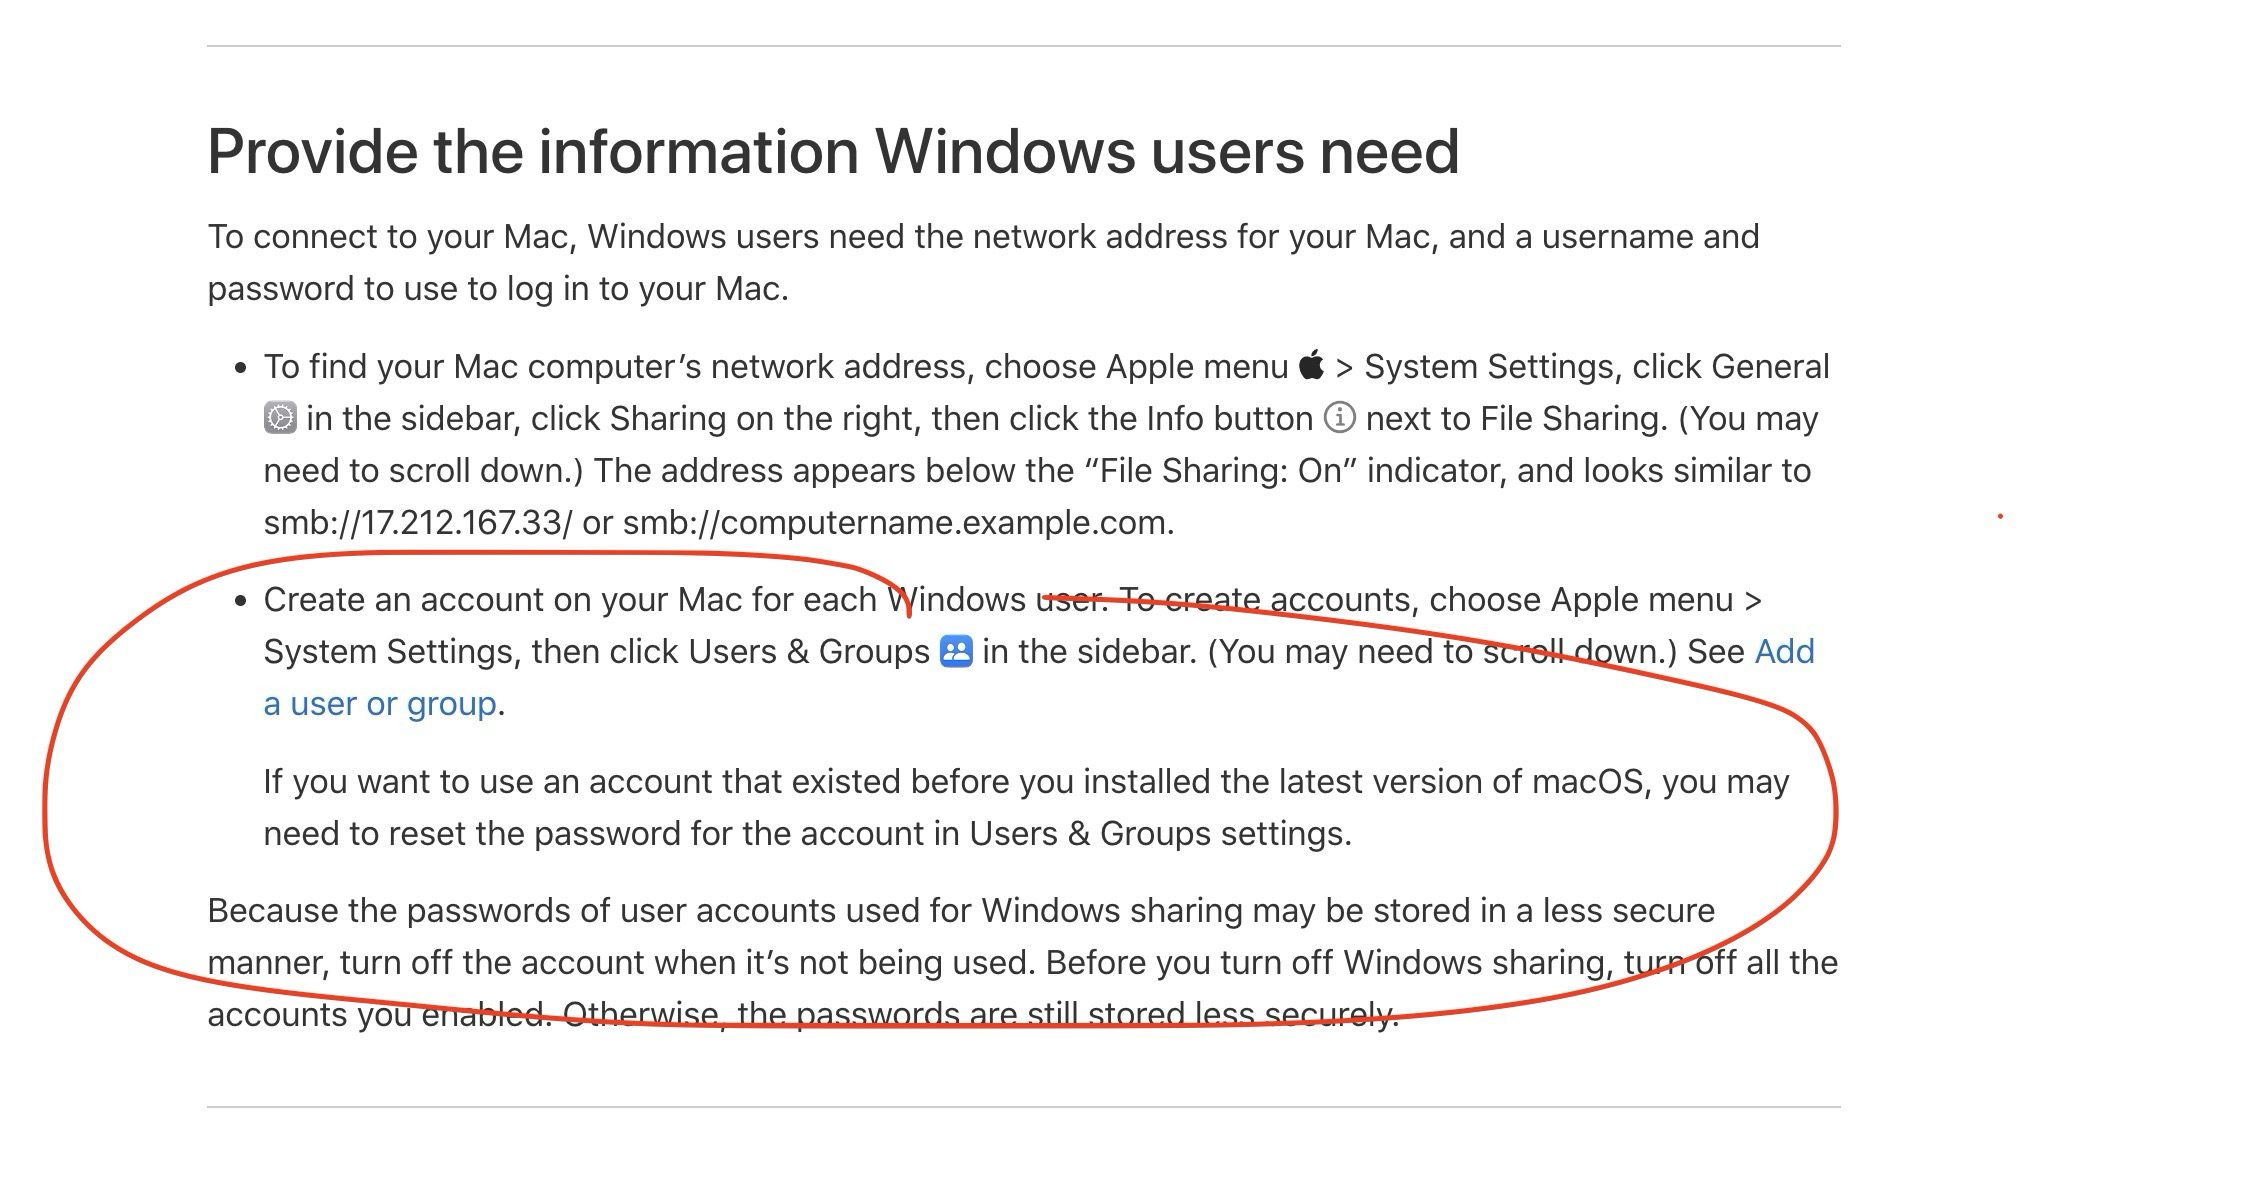 Provide the information Windows users need
To connect to your Mac, Windows users need the network address for your Mac, and a username and
password to use to log in to your Mac.
• To find your Mac computer’s network address, choose Apple menu > System Settings, click General
in the sidebar, click Sharing on the right, then click the Info button next to File Sharing. (You may
need to scroll down.) The address appears below the “File Sharing: On” indicator, and looks similar to
smb://17.212.167.33/ or smb://computername.example.com.
• Create an account on your Mac for each Windows user. To create accounts, choose Apple menu >
System Settings, then click Users & Groups in the sidebar. (You may need to scroll down.) See Add
a user or group.
If you want to use an account that existed before you installed the latest version of macOS, you may
need to reset the password for the account in Users & Groups settings.
Because the passwords of user accounts used for Windows sharing may be stored in a less secure
manner, turn off the account when it’s not being used. Before you turn off Windows sharing, turn off all the
accounts you enabled. Otherwise, the passwords are still stored less securely.